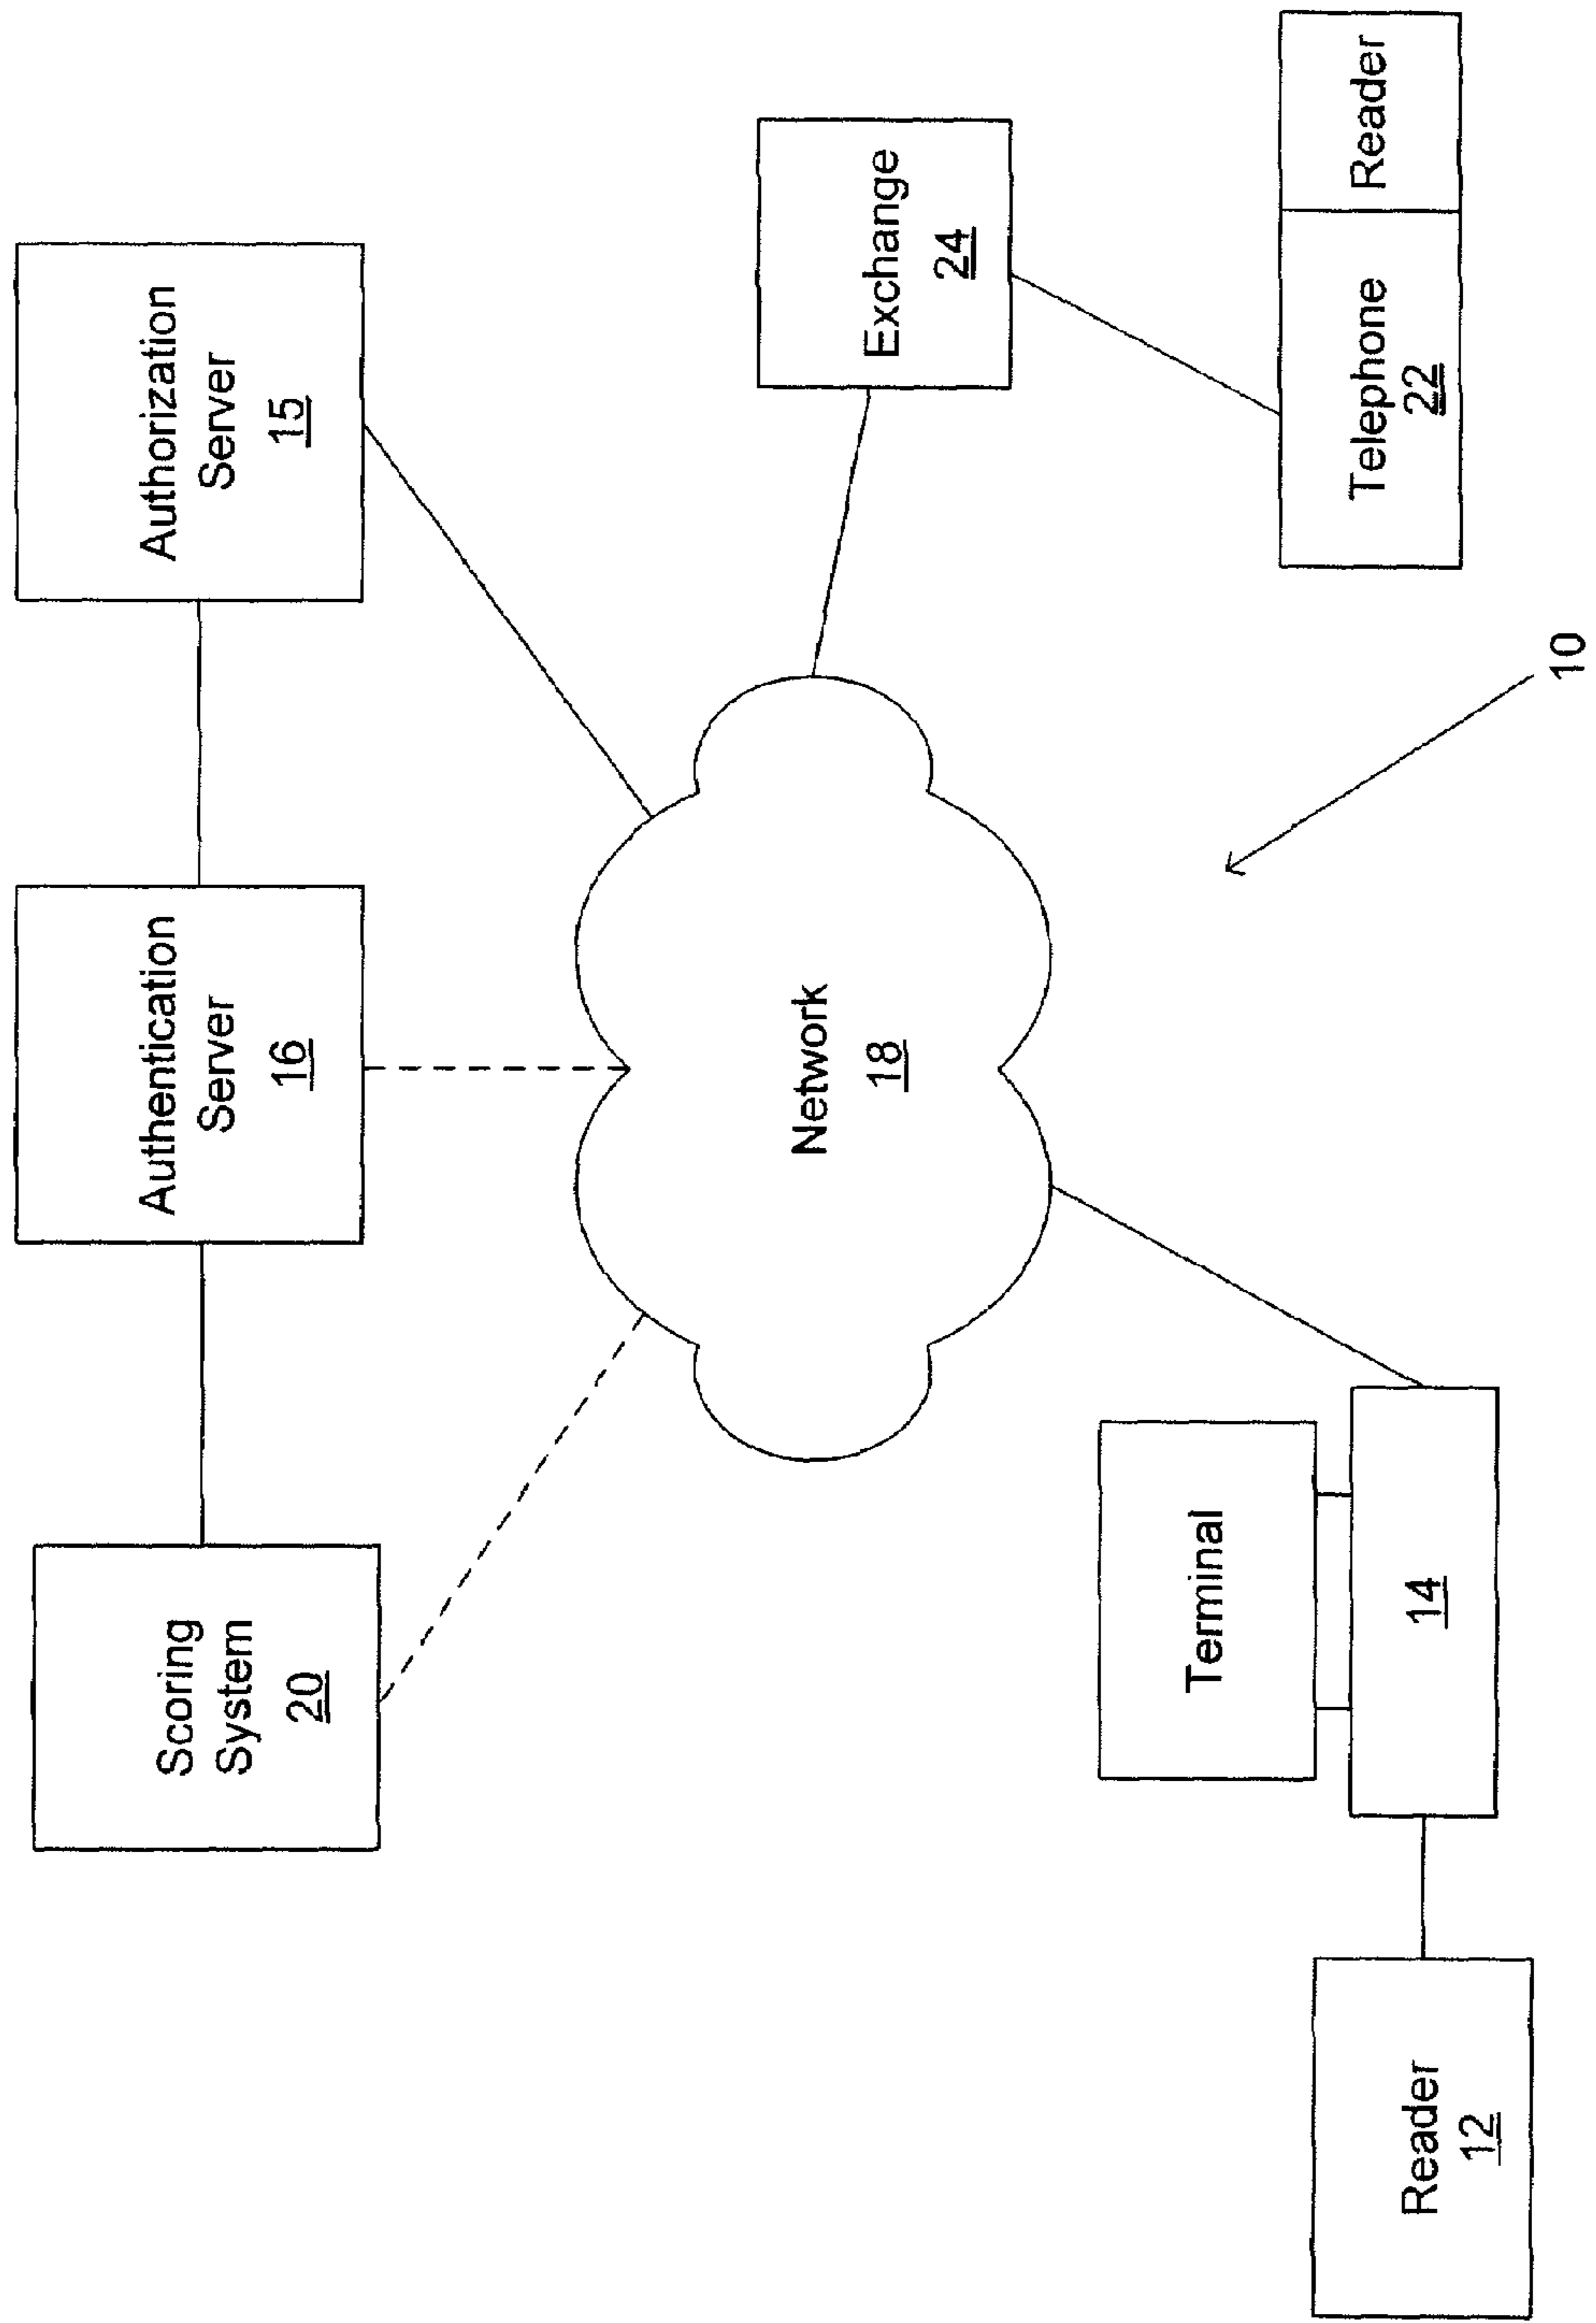 Scoring
System
20
Authentication
Server
16
Authorization
Server
15
Network
18
Exchange
24
Terminal
14
Reader
12
Telephone
22
Reader
10